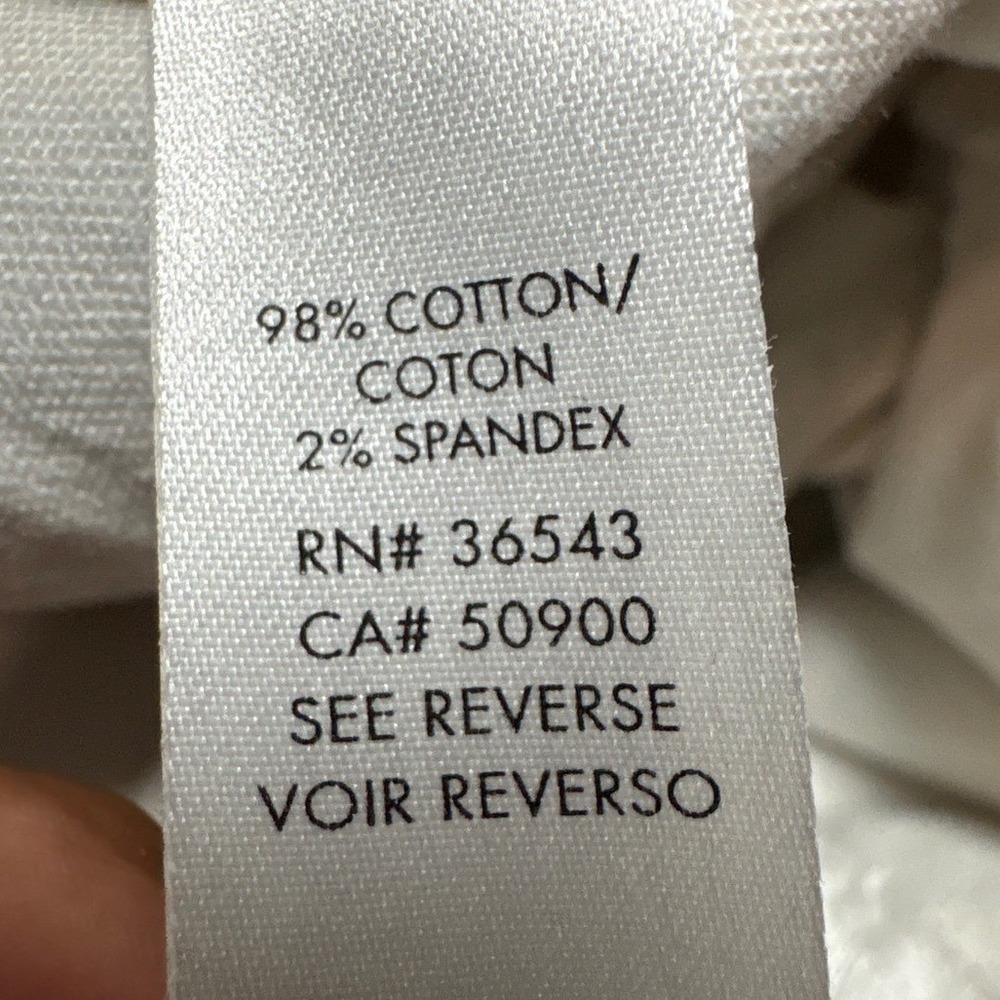 98% COTTON/
COTON
2% SPANDEX
RN# 36543
CA# 50900
SEE REVERSE
VOIR REVERSO